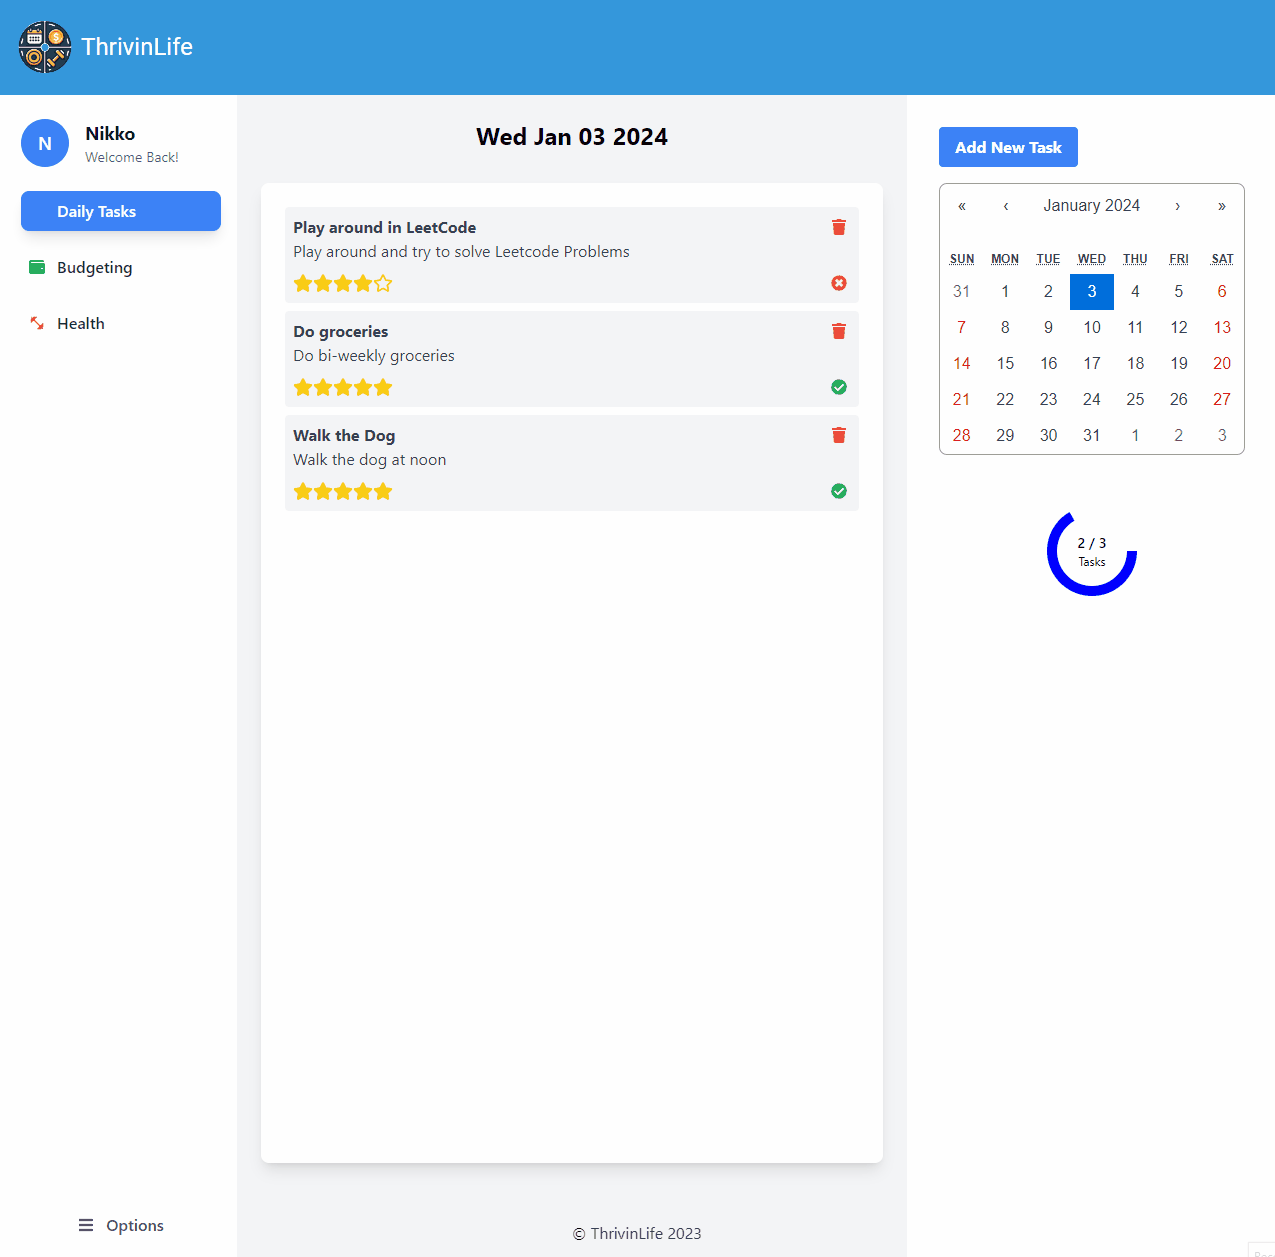 ThrivinLife
N
Nikko
Welcome Back!
Daily Tasks
Budgeting
Health
Options
Wed Jan 03 2024
Play around in LeetCode
Play around and try to solve Leetcode Problems
Do groceries
Do bi-weekly groceries
Walk the Dog
Walk the dog at noon
© ThrivinLife 2023
Add New Task
« ‹ January 2024 › »
SUN MON TUE WED THU FRI SAT
31 1 2 3 4 5 6
7 8 9 10 11 12 13
14 15 16 17 18 19 20
21 22 23 24 25 26 27
28 29 30 31 1 2 3
2 / 3
Tasks